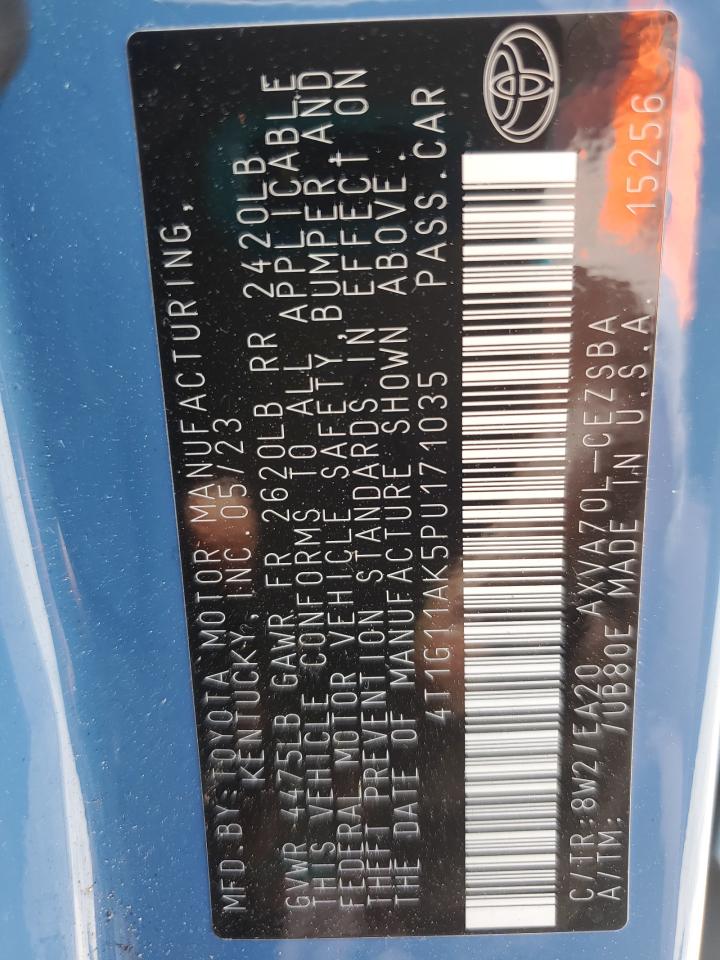 MFD.BY:TOYOTA MOTOR MANUFACTURING,
KENTUCKY, INC.05/23
GVWR 4475LB GAWR FR 2620LB RR 2420LB
THIS VEHICLE CONFORMS TO ALL APPLICABLE
FEDERAL MOTOR VEHICLE SAFETY,BUMPER AND
THEFT PREVENTION STANDARDS IN EFFECT ON
THE DATE OF MANUFACTURE SHOWN ABOVE.
4T1G11AK5PU171035 PASS.CAR
C/TR:8W2/EA20 AXVA70L-CEZSBA 15256
A/TM: /UB80E MADE IN U.S.A.